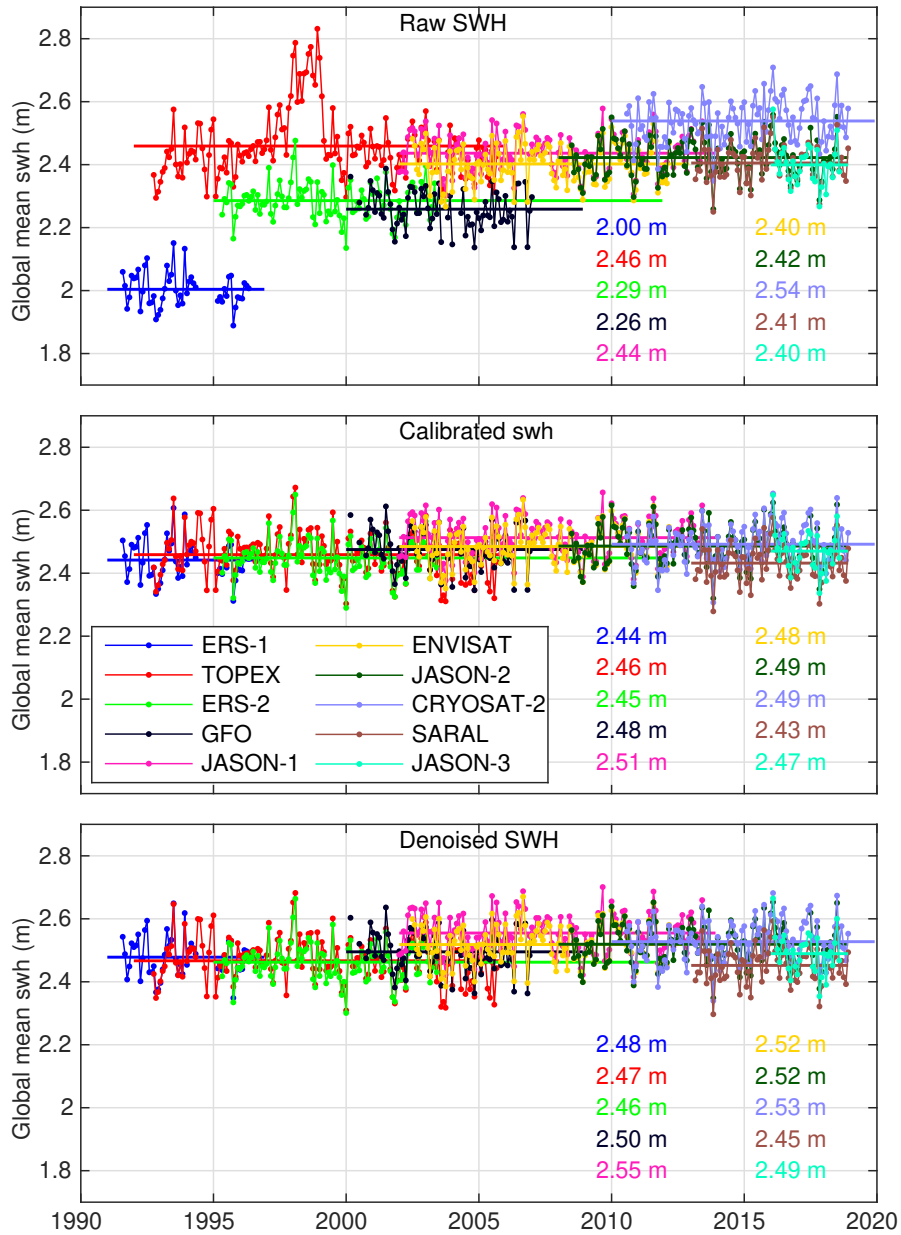 Raw SWH
2.8
2.6
2.4
2.2
2
1.8
Global mean swh (m)
2.00 m 2.40 m
2.46 m 2.42 m
2.29 m 2.54 m
2.26 m 2.41 m
2.44 m 2.40 m
Calibrated swh
2.8
2.6
2.4
2.2
2
1.8
Global mean swh (m)
ERS-1 ENVISAT
TOPEX JASON-2
ERS-2 CRYOSAT-2
GFO SARAL
JASON-1 JASON-3
2.44 m 2.48 m
2.46 m 2.49 m
2.45 m 2.49 m
2.48 m 2.43 m
2.51 m 2.47 m
Denoised SWH
2.8
2.6
2.4
2.2
2
1.8
Global mean swh (m)
2.48 m 2.52 m
2.47 m 2.52 m
2.46 m 2.53 m
2.50 m 2.45 m
2.55 m 2.49 m
1990 1995 2000 2005 2010 2015 2020